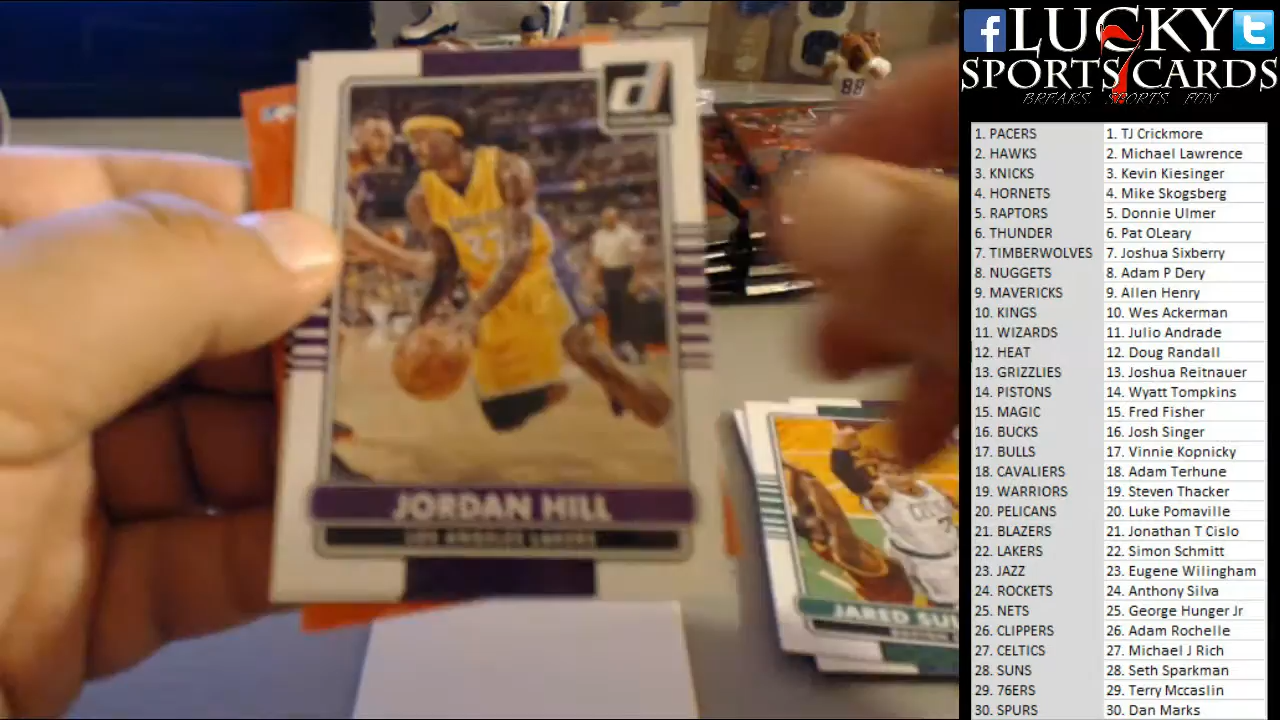 LUCKY
7
SPORTS CARDS
BREAKS SPORTS FUN
1. PACERS 1. TJ Crickmore
2. HAWKS 2. Michael Lawrence
3. KNICKS 3. Kevin Kiesinger
4. HORNETS 4. Mike Skogsberg
5. RAPTORS 5. Donnie Ulmer
6. THUNDER 6. Pat OLeary
7. TIMBERWOLVES 7. Joshua Sixberry
8. NUGGETS 8. Adam P Dery
9. MAVERICKS 9. Allen Henry
10. KINGS 10. Wes Ackerman
11. WIZARDS 11. Julio Andrade
12. HEAT 12. Doug Randall
13. GRIZZLIES 13. Joshua Reitnauer
14. PISTONS 14. Wyatt Tompkins
15. MAGIC 15. Fred Fisher
16. BUCKS 16. Josh Singer
17. BULLS 17. Vinnie Kopnicky
18. CAVALIERS 18. Adam Terhune
19. WARRIORS 19. Steven Thacker
20. PELICANS 20. Luke Pomaville
21. BLAZERS 21. Jonathan T Cislo
22. LAKERS 22. Simon Schmitt
23. JAZZ 23. Eugene Wilingham
24. ROCKETS 24. Anthony Silva
25. NETS 25. George Hunger Jr
26. CLIPPERS 26. Adam Rochelle
27. CELTICS 27. Michael J Rich
28. SUNS 28. Seth Sparkman
29. 76ERS 29. Terry Mccaslin
30. SPURS 30. Dan Marks
d
88
27
JORDAN HILL
LOS ANGELES LAKERS
JARED